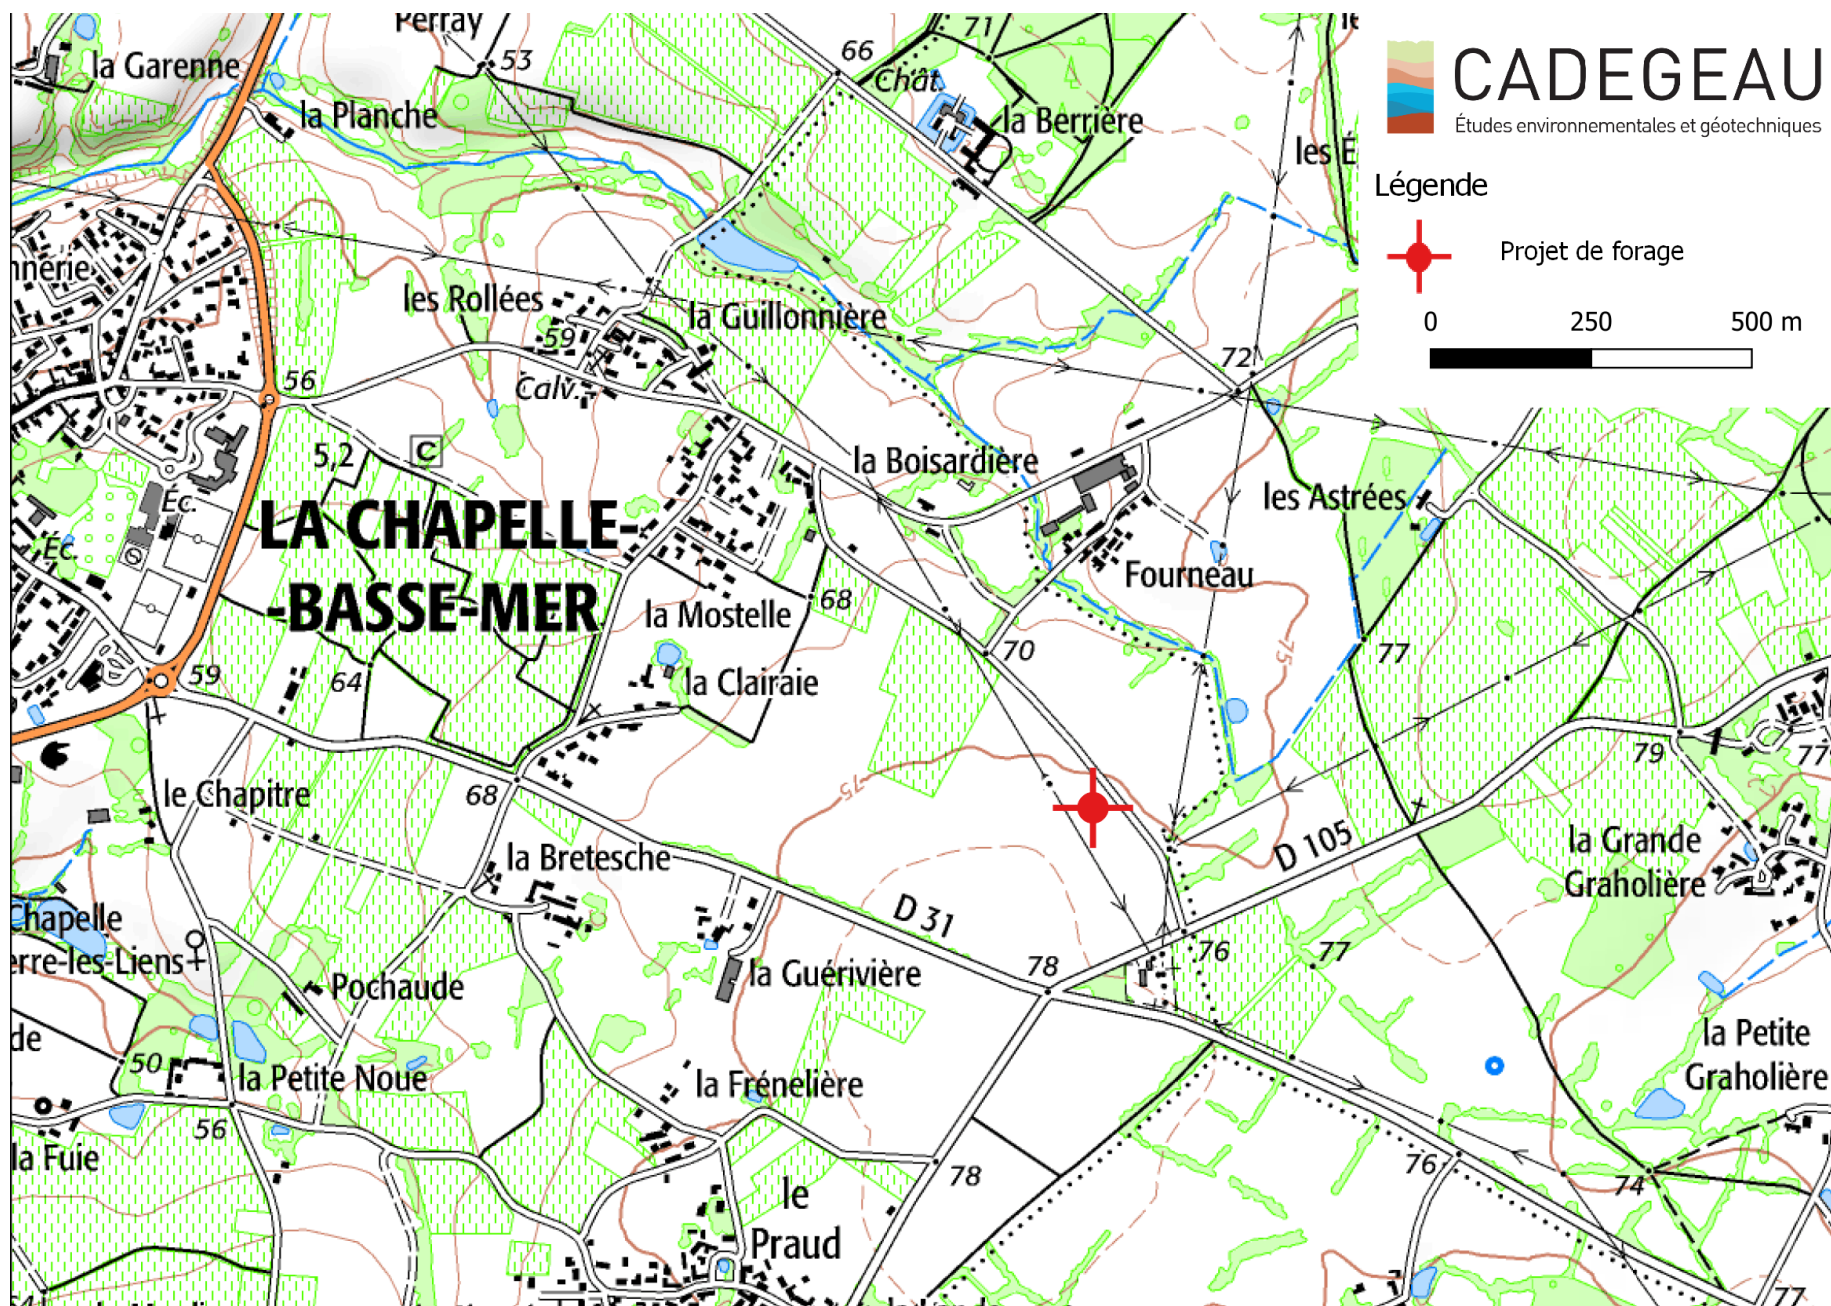 Perray
53
71
66
la Garenne
Chât.
la Planche
la Berrière
les É
CADEGEAU
Études environnementales et géotechniques
Légende
Projet de forage
0 250 500 m
nnerie
les Rollées
la Guillonnière
59
72
56
Calv.
5,2
C
la Boisardière
les Astrées
Éc.
LA CHAPELLE-
-BASSE-MER
Éc.
Fourneau
la Mostelle
68
70
77
75
59
64
la Clairaie
79
77
75
le Chapitre
68
la Bretesche
D 105
la Grande
Graholière
D 31
Chapelle
erre-les-Liens
76
77
78
la Guérivière
Pochaude
de
50
la Petite Noue
la Frénelière
la Petite
Graholière
56
la Fuie
78
76
74
le
Praud
77